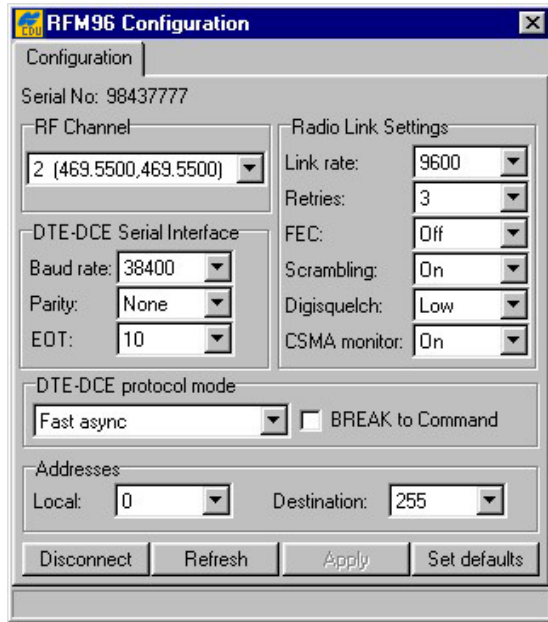 CDU RFM96 Configuration
Configuration
Serial No: 98437777
RF Channel
2 (469.5500,469.5500)
DTE-DCE Serial Interface
Baud rate: 38400
Parity: None
EOT: 10
Radio Link Settings
Link rate: 9600
Retries: 3
FEC: Off
Scrambling: On
Digisquelch: Low
CSMA monitor: On
DTE-DCE protocol mode
Fast async BREAK to Command
Addresses
Local: 0 Destination: 255
Disconnect Refresh Apply Set defaults